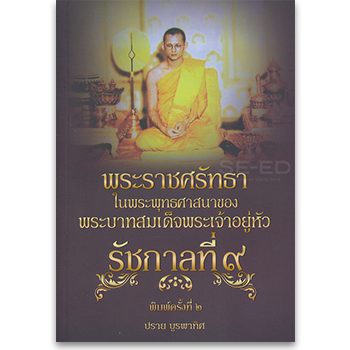 SE-ED
พระราชศรัทธา
ในพระพุทธศาสนาของ
พระบาทสมเด็จพระเจ้าอยู่หัว
รัชกาลที่ ๙
พิมพ์ครั้งที่ ๒
ปราณ บูรพาทิศ